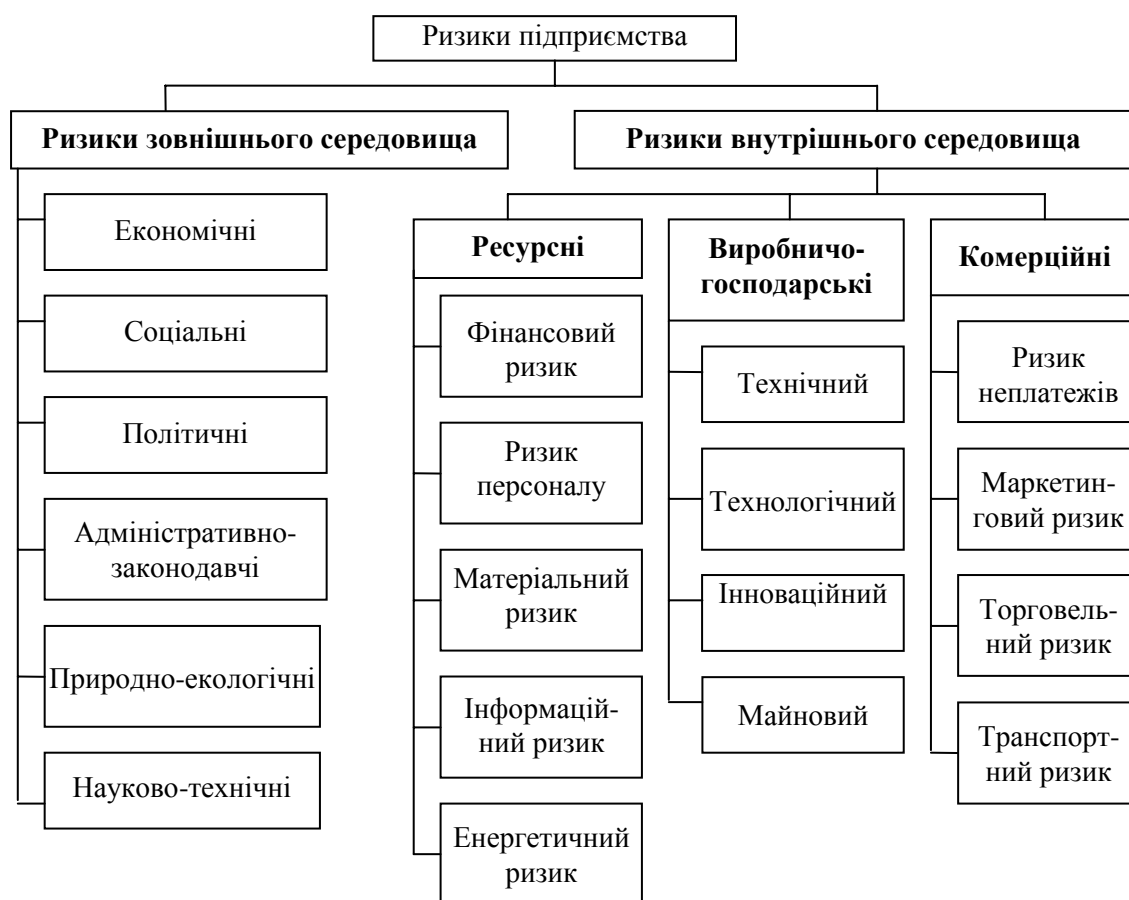 Ризики підприємства
Ризики зовнішнього середовища
Економічні
Соціальні
Політичні
Адміністративно-
законодавчі
Природно-екологічні
Науково-технічні
Ризики внутрішнього середовища
Ресурсні
Фінансовий
ризик
Ризик
персоналу
Матеріальний
ризик
Інформацій-
ний ризик
Енергетичний
ризик
Виробничо-
господарські
Технічний
Технологічний
Інноваційний
Майновий
Комерційні
Ризик
неплатежів
Маркетин-
говий ризик
Торговель-
ний ризик
Транспорт-
ний ризик